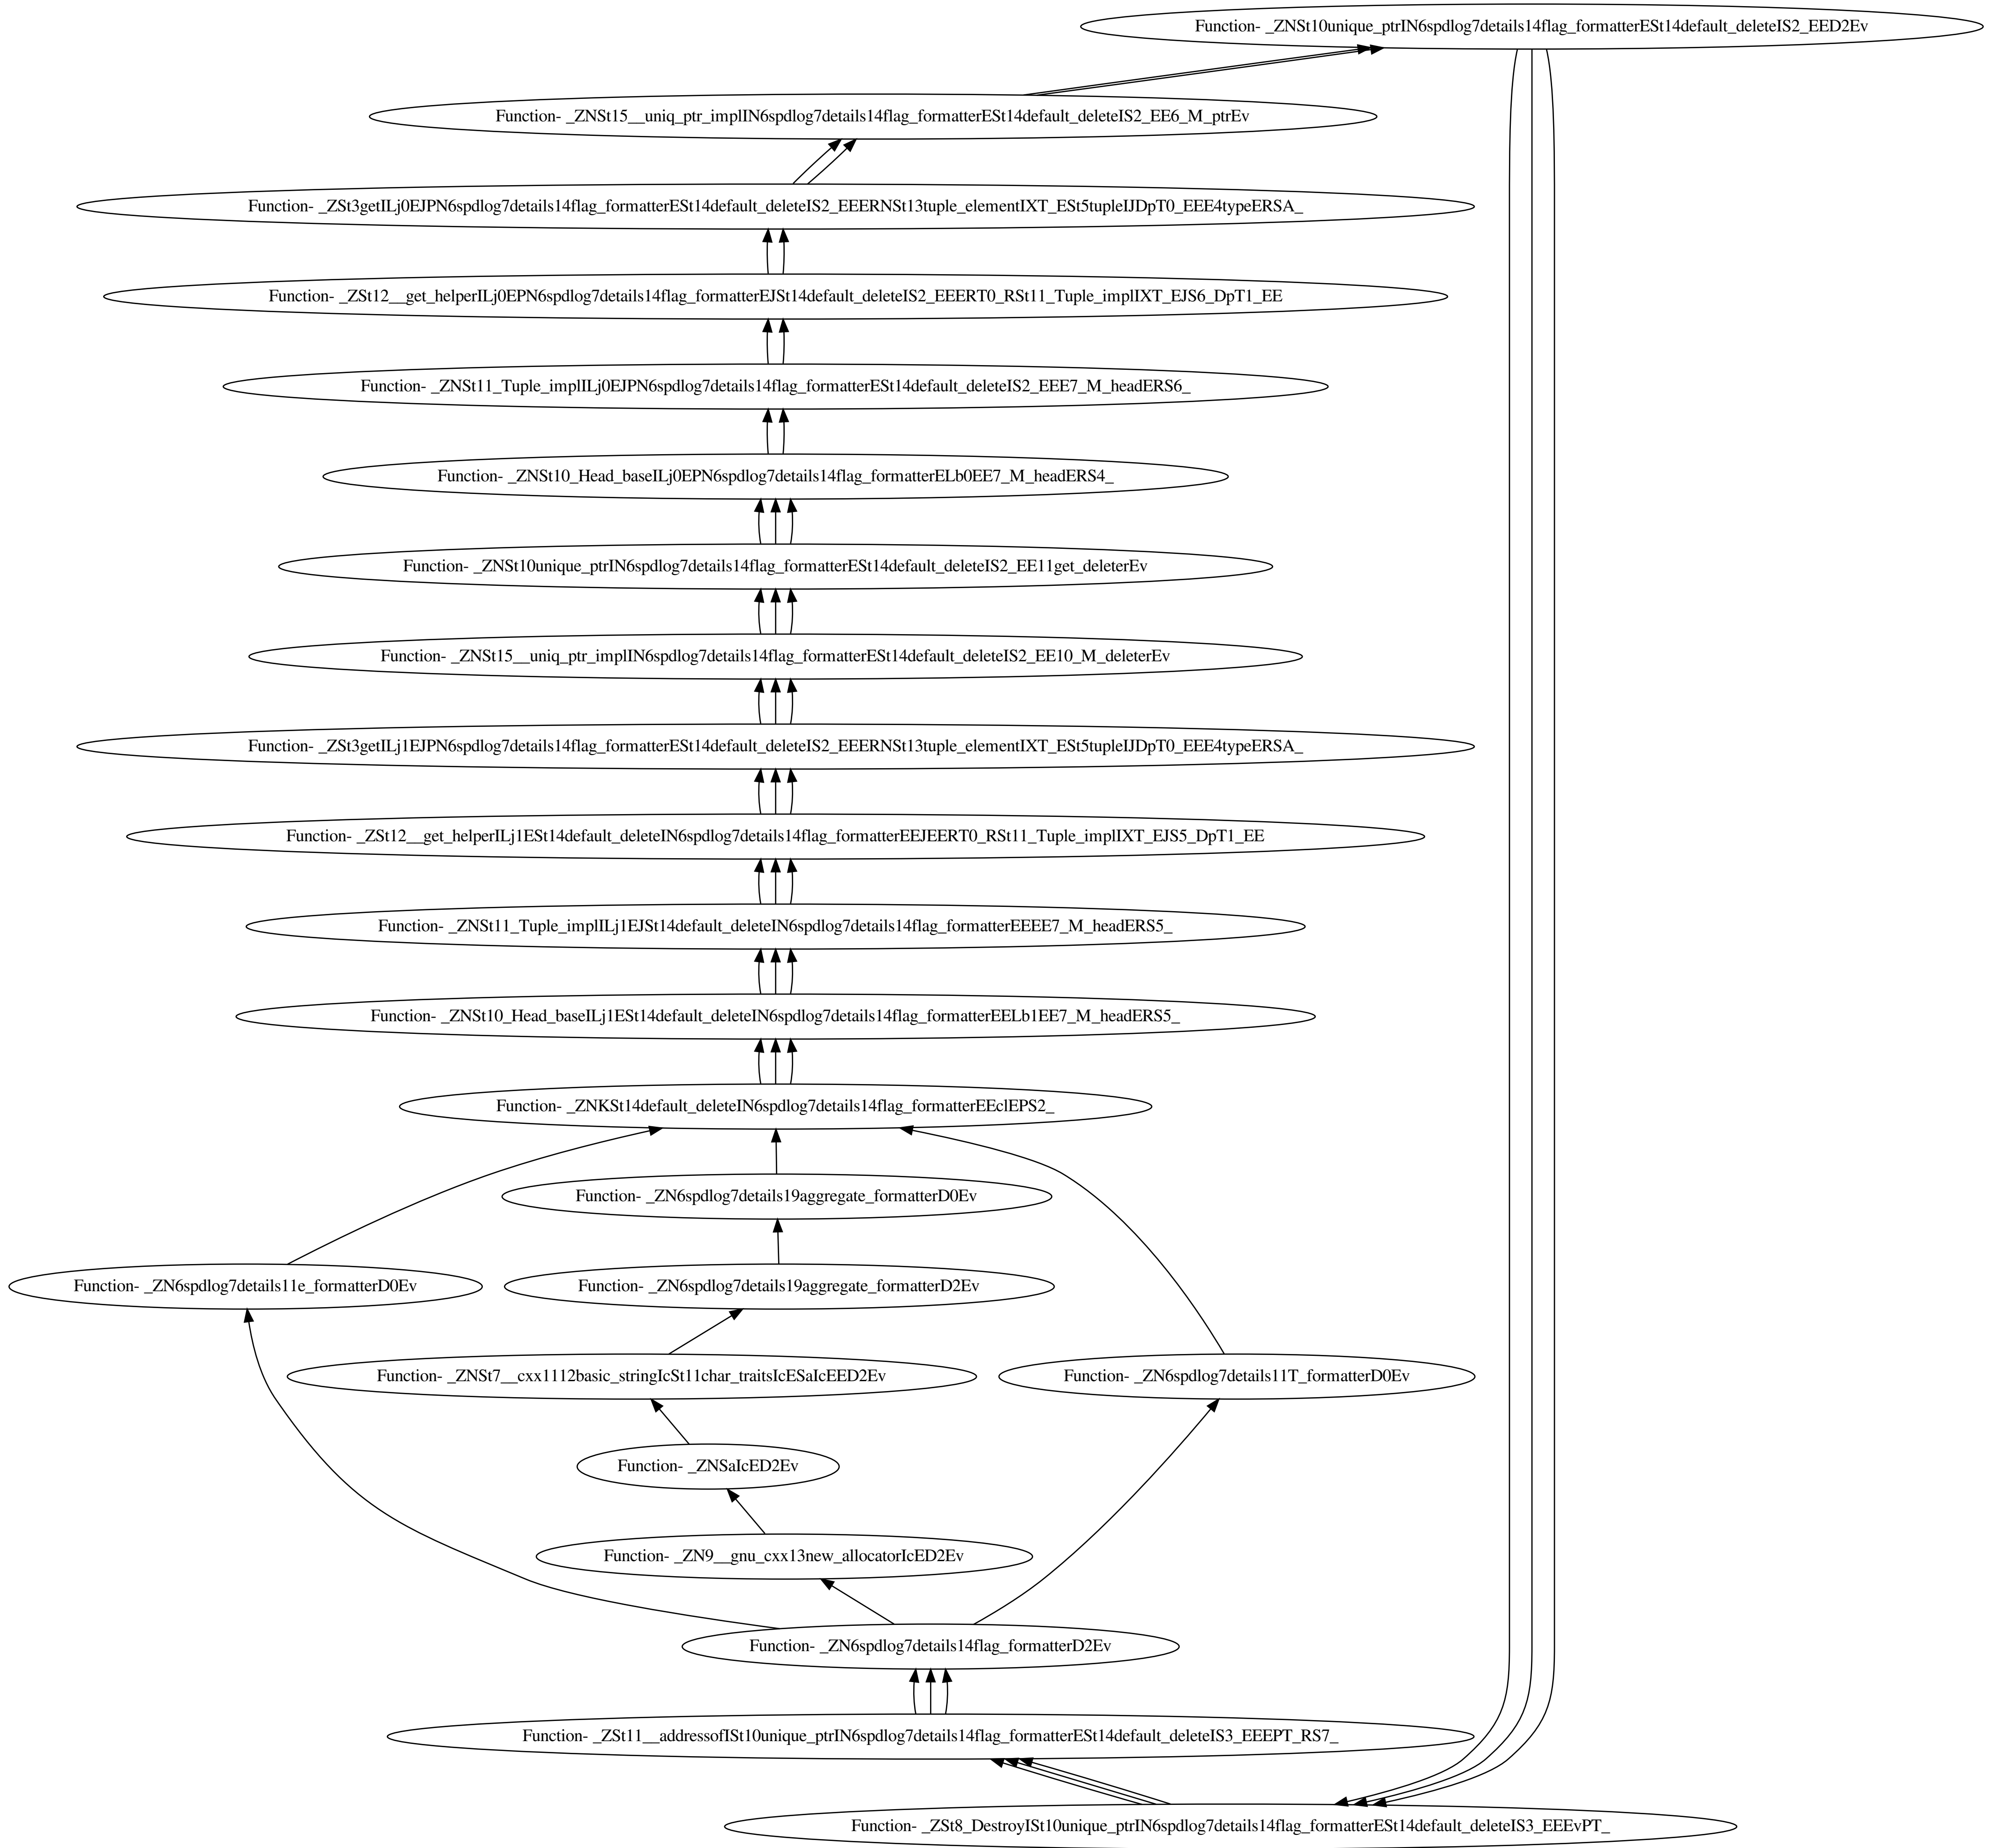 Function- _ZNSt10unique_ptrIN6spdlog7details14flag_formatterESt14default_deleteIS2_EED2Ev
Function- _ZNSt15__uniq_ptr_implIN6spdlog7details14flag_formatterESt14default_deleteIS2_EE6_M_ptrEv
Function- _ZSt3getILj0EJPN6spdlog7details14flag_formatterESt14default_deleteIS2_EEERNSt13tuple_elementIXT_ESt5tupleIJDpT0_EEE4typeERSA_
Function- _ZSt12__get_helperILj0EPN6spdlog7details14flag_formatterEJSt14default_deleteIS2_EEERT0_RSt11_Tuple_implIXT_EJS6_DpT1_EE
Function- _ZNSt11_Tuple_implILj0EJPN6spdlog7details14flag_formatterESt14default_deleteIS2_EEE7_M_headERS6_
Function- _ZNSt10_Head_baseILj0EPN6spdlog7details14flag_formatterELb0EE7_M_headERS4_
Function- _ZNSt10unique_ptrIN6spdlog7details14flag_formatterESt14default_deleteIS2_EE11get_deleterEv
Function- _ZNSt15__uniq_ptr_implIN6spdlog7details14flag_formatterESt14default_deleteIS2_EE10_M_deleterEv
Function- _ZSt3getILj1EJPN6spdlog7details14flag_formatterESt14default_deleteIS2_EEERNSt13tuple_elementIXT_ESt5tupleIJDpT0_EEE4typeERSA_
Function- _ZSt12__get_helperILj1ESt14default_deleteIN6spdlog7details14flag_formatterEEJEERT0_RSt11_Tuple_implIXT_EJS5_DpT1_EE
Function- _ZNSt11_Tuple_implILj1EJSt14default_deleteIN6spdlog7details14flag_formatterEEEE7_M_headERS5_
Function- _ZNSt10_Head_baseILj1ESt14default_deleteIN6spdlog7details14flag_formatterEELb1EE7_M_headERS5_
Function- _ZNKSt14default_deleteIN6spdlog7details14flag_formatterEEclEPS2_
Function- _ZN6spdlog7details19aggregate_formatterD0Ev
Function- _ZN6spdlog7details11e_formatterD0Ev
Function- _ZN6spdlog7details19aggregate_formatterD2Ev
Function- _ZNSt7__cxx1112basic_stringIcSt11char_traitsIcESaIcEED2Ev
Function- _ZN6spdlog7details11T_formatterD0Ev
Function- _ZNSaIcED2Ev
Function- _ZN9__gnu_cxx13new_allocatorIcED2Ev
Function- _ZN6spdlog7details14flag_formatterD2Ev
Function- _ZSt11__addressofISt10unique_ptrIN6spdlog7details14flag_formatterESt14default_deleteIS3_EEEPT_RS7_
Function- _ZSt8_DestroyISt10unique_ptrIN6spdlog7details14flag_formatterESt14default_deleteIS3_EEEvPT_